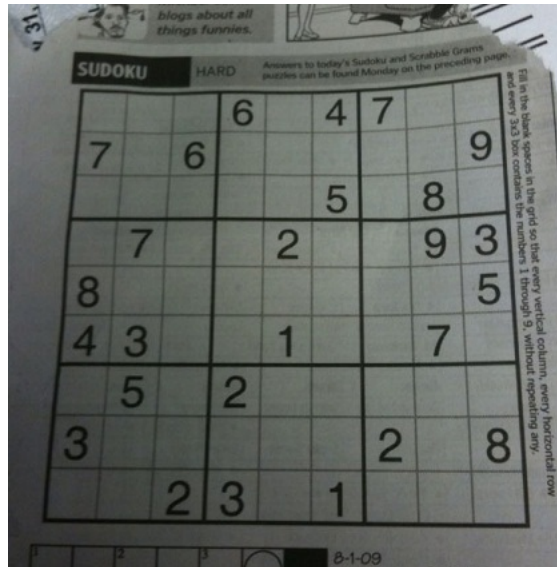 31,
blogs about all
things funnies.
SUDOKU HARD
Answers to today's Sudoku and Scrabble Grams
puzzles can be found Monday on the preceding page.
6 4 7
7 6 9
5 8
7 2 9 3
8 5
4 3 1 7
5 2
3 2 8
2 3 1
Fill in the blank spaces in the grid so that every vertical column, every horizontal row
and every 3x3 box contains the numbers 1 through 9, without repeating any.
1 2 3
8-1-09